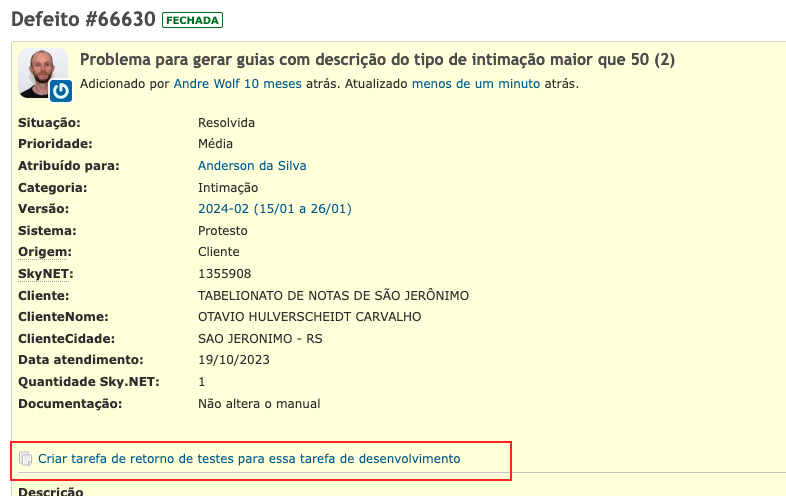 Defeito #66630 FECHADA
Problema para gerar guias com descrição do tipo de intimação maior que 50 (2)
Adicionado por Andre Wolf 10 meses atrás. Atualizado menos de um minuto atrás.
Situação: Resolvida
Prioridade: Média
Atribuído para: Anderson da Silva
Categoria: Intimação
Versão: 2024-02 (15/01 a 26/01)
Sistema: Protesto
Origem: Cliente
SkyNET: 1355908
Cliente: TABELIONATO DE NOTAS DE SÃO JERÔNIMO
ClienteNome: OTAVIO HULVERSCHEIDT CARVALHO
ClienteCidade: SAO JERONIMO - RS
Data atendimento: 19/10/2023
Quantidade Sky.NET: 1
Documentação: Não altera o manual
Criar tarefa de retorno de testes para essa tarefa de desenvolvimento
Descrição